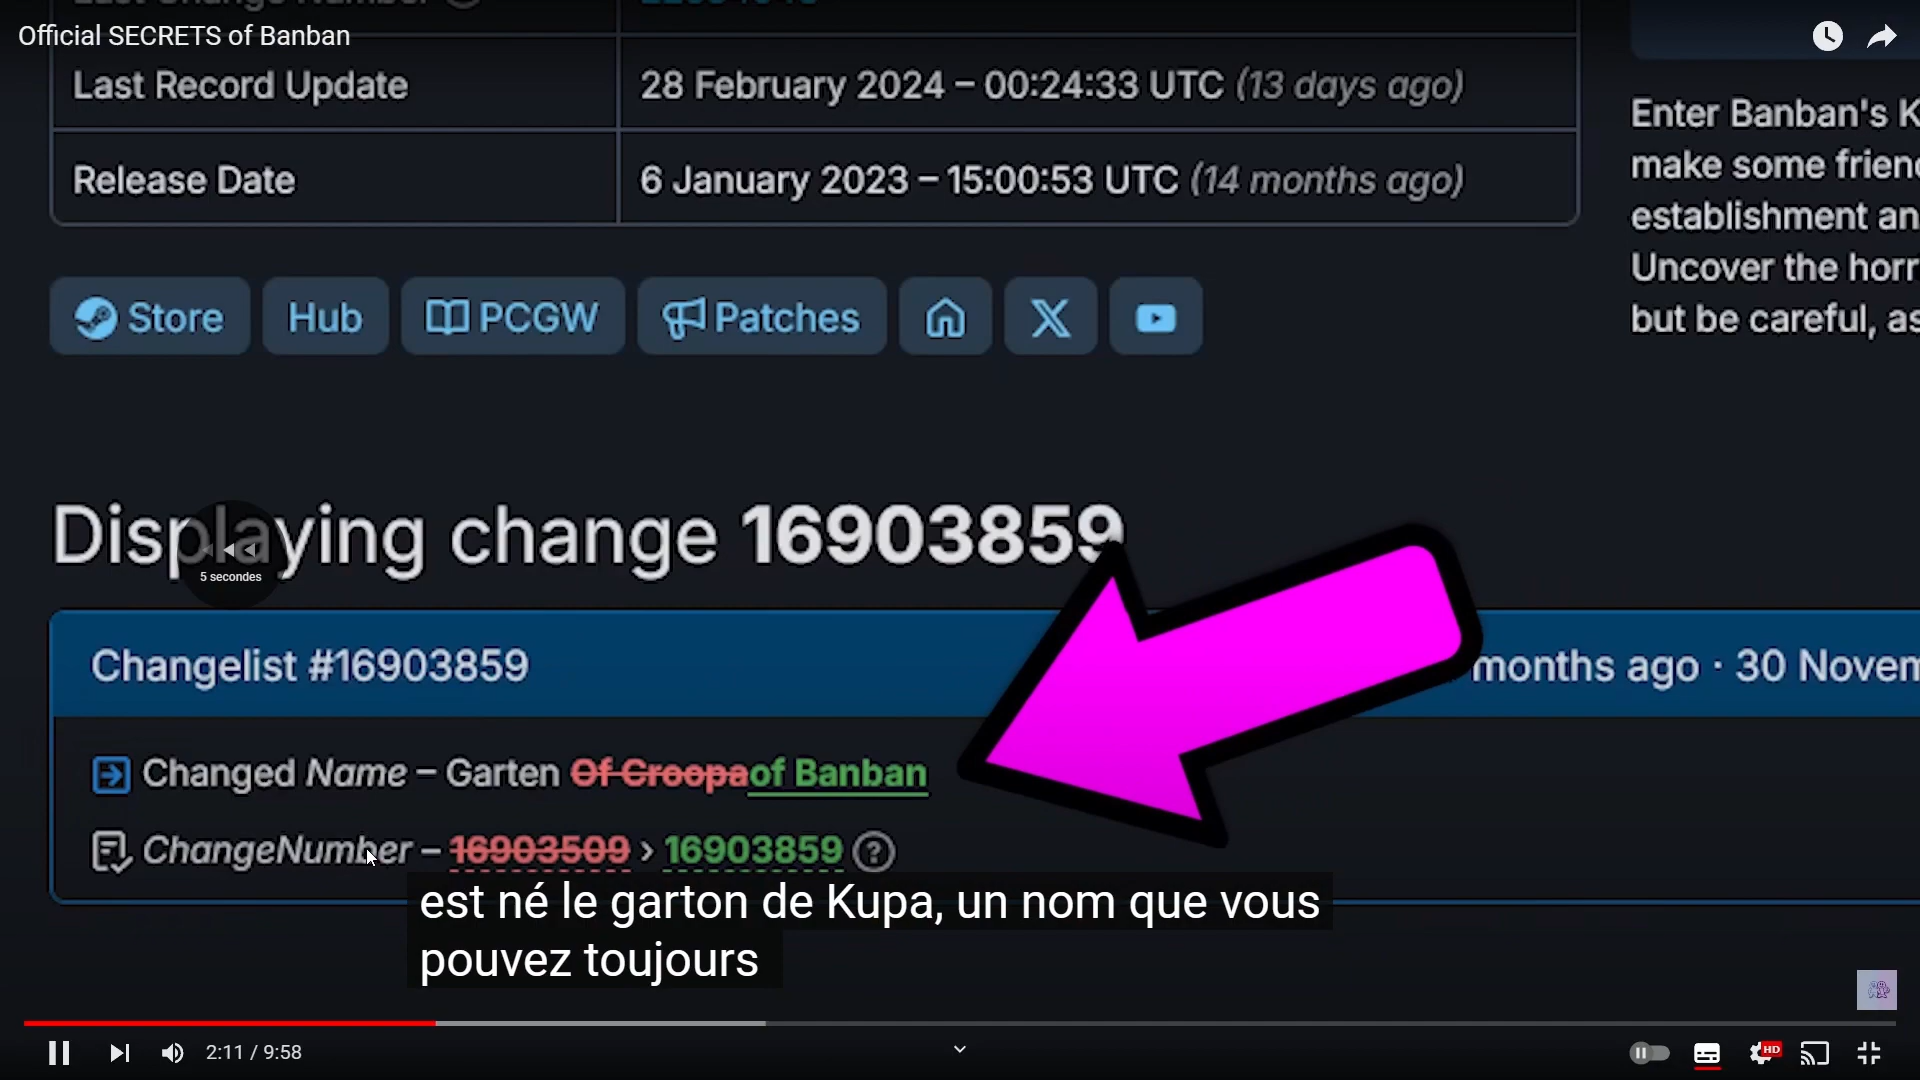 Official SECRETS of Banban
Last Record Update 28 February 2024 – 00:24:33 UTC (13 days ago)
Release Date 6 January 2023 – 15:00:53 UTC (14 months ago)
Enter Banban's K
make some frien
establishment an
Uncover the horr
but be careful, as
Store Hub PCGW Patches
Displaying change 16903859
5 secondes
Changelist #16903859 months ago · 30 Novem
Changed Name – Garten Of Croopaof Banban
ChangeNumber – 16903509 › 16903859
est né le garton de Kupa, un nom que vous
pouvez toujours
2:11 / 9:58
HD